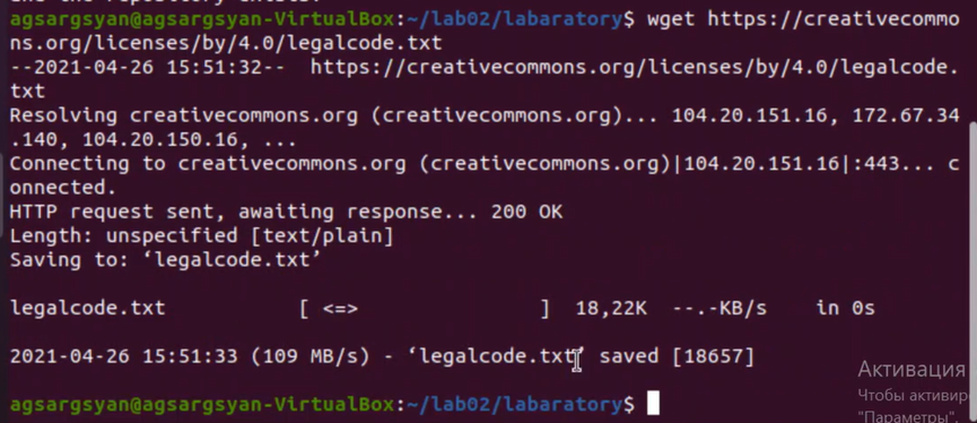 agsargsyan@agsargsyan-VirtualBox:~/lab02/labaratory$ wget https://creativecommo
ns.org/licenses/by/4.0/legalcode.txt
--2021-04-26 15:51:32--  https://creativecommons.org/licenses/by/4.0/legalcode.
txt
Resolving creativecommons.org (creativecommons.org)... 104.20.151.16, 172.67.34
.140, 104.20.150.16, ...
Connecting to creativecommons.org (creativecommons.org)|104.20.151.16|:443... c
onnected.
HTTP request sent, awaiting response... 200 OK
Length: unspecified [text/plain]
Saving to: ‘legalcode.txt’
legalcode.txt           [ <=>                ]  18,22K  --.-KB/s    in 0s
2021-04-26 15:51:33 (109 MB/s) - ‘legalcode.txt’ saved [18657]
Активация
Чтобы активир
"Параметры".
agsargsyan@agsargsyan-VirtualBox:~/lab02/labaratory$